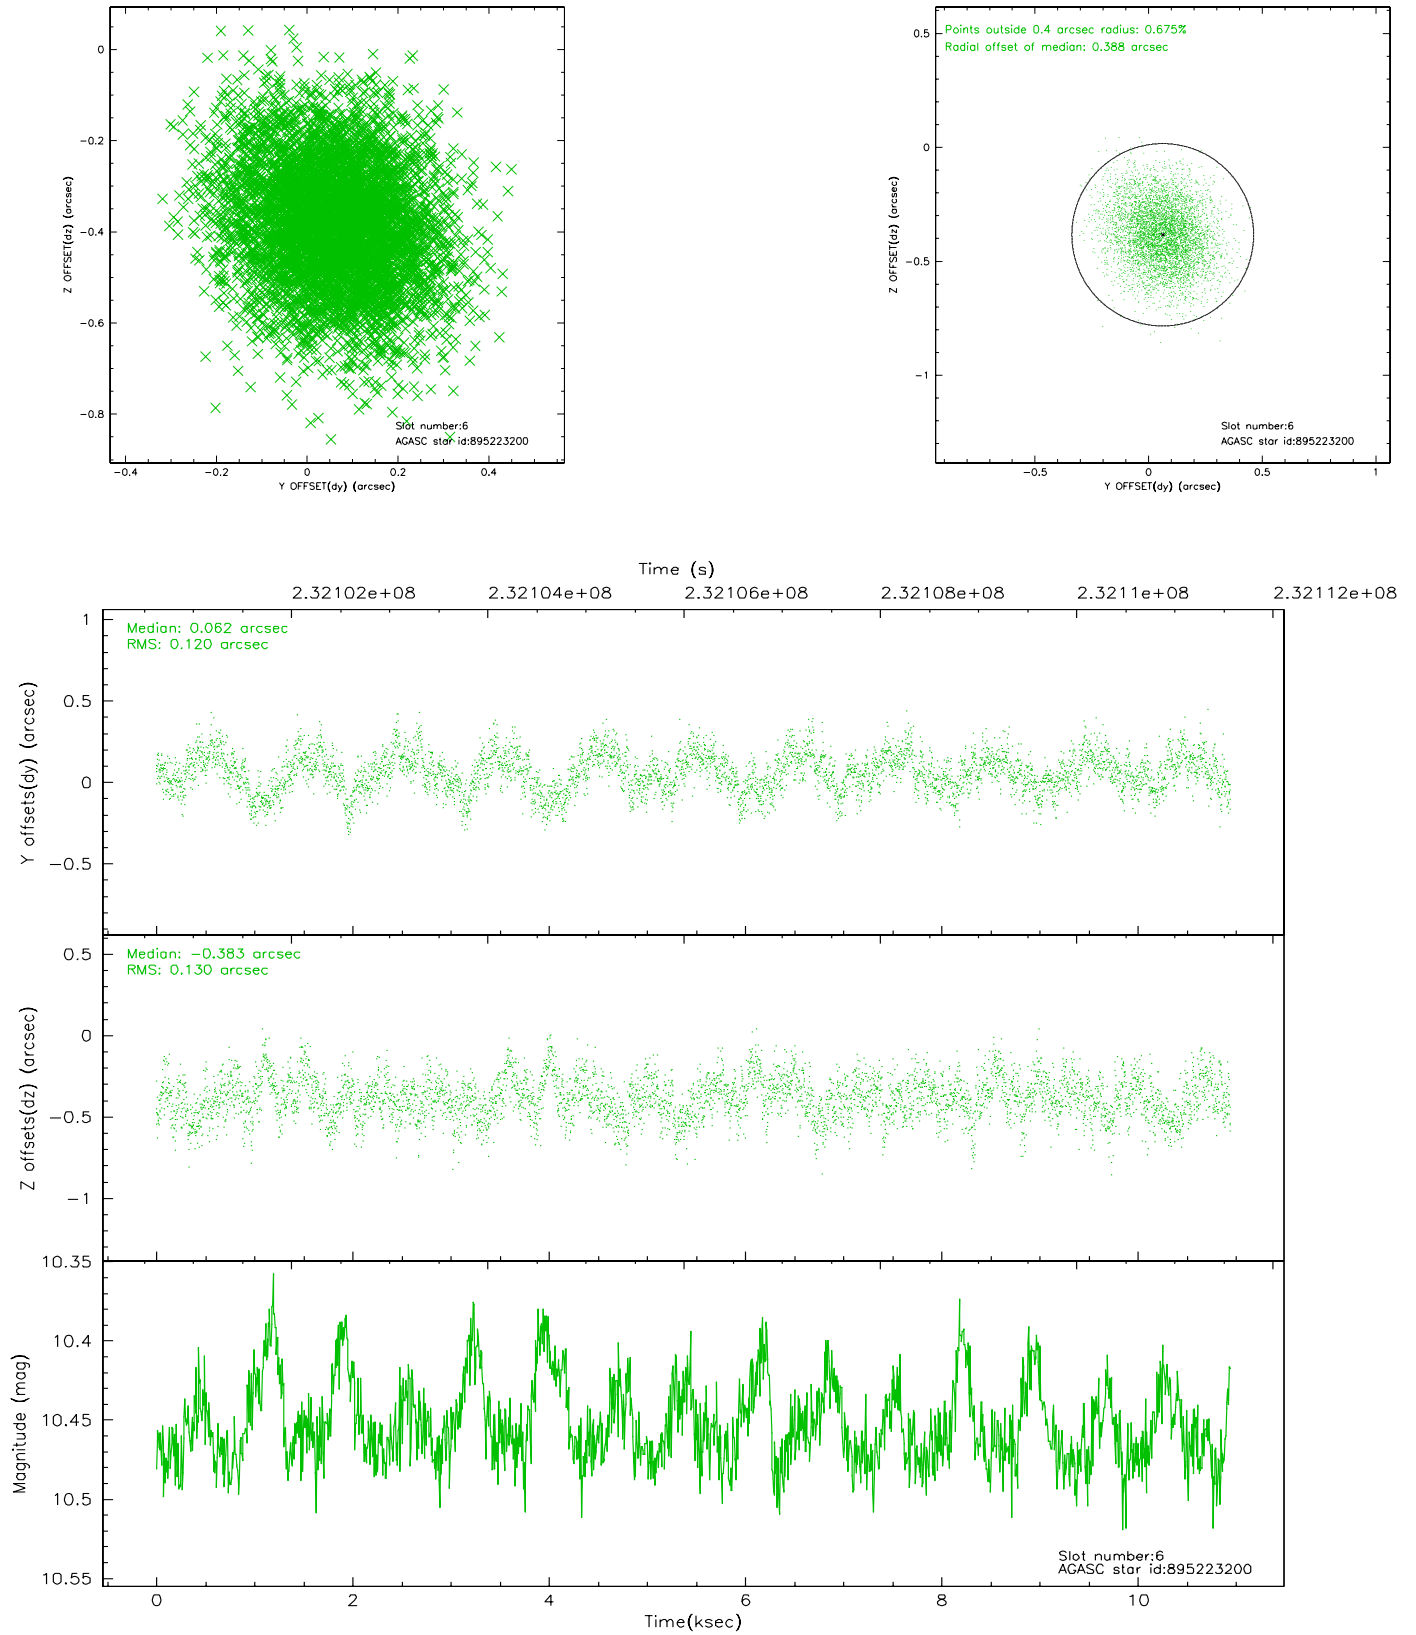 0
-0.2
-0.4
-0.6
-0.8
Z OFFSET(dz) (arcsec)
Slot number:6
AGASC star id:895223200
-0.4
-0.2
0
0.2
0.4
Y OFFSET(dy) (arcsec)
Points outside 0.4 arcsec radius: 0.675%
Radial offset of median: 0.388 arcsec
0.5
0
-0.5
-1
Z OFFSET(dz) (arcsec)
Slot number:6
AGASC star id:895223200
-0.5
0
0.5
1
Y OFFSET(dy) (arcsec)
Time (s)
2.32102e+08
2.32104e+08
2.32106e+08
2.32108e+08
2.3211e+08
2.32112e+08
Median: 0.062 arcsec
RMS: 0.120 arcsec
1
0.5
0
-0.5
Y offsets(dy) (arcsec)
Median: -0.383 arcsec
RMS: 0.130 arcsec
0.5
0
-0.5
-1
Z offsets(dz) (arcsec)
10.35
10.4
10.45
10.5
10.55
Magnitude (mag)
Slot number:6
AGASC star id:895223200
0
2
4
6
8
10
Time(ksec)